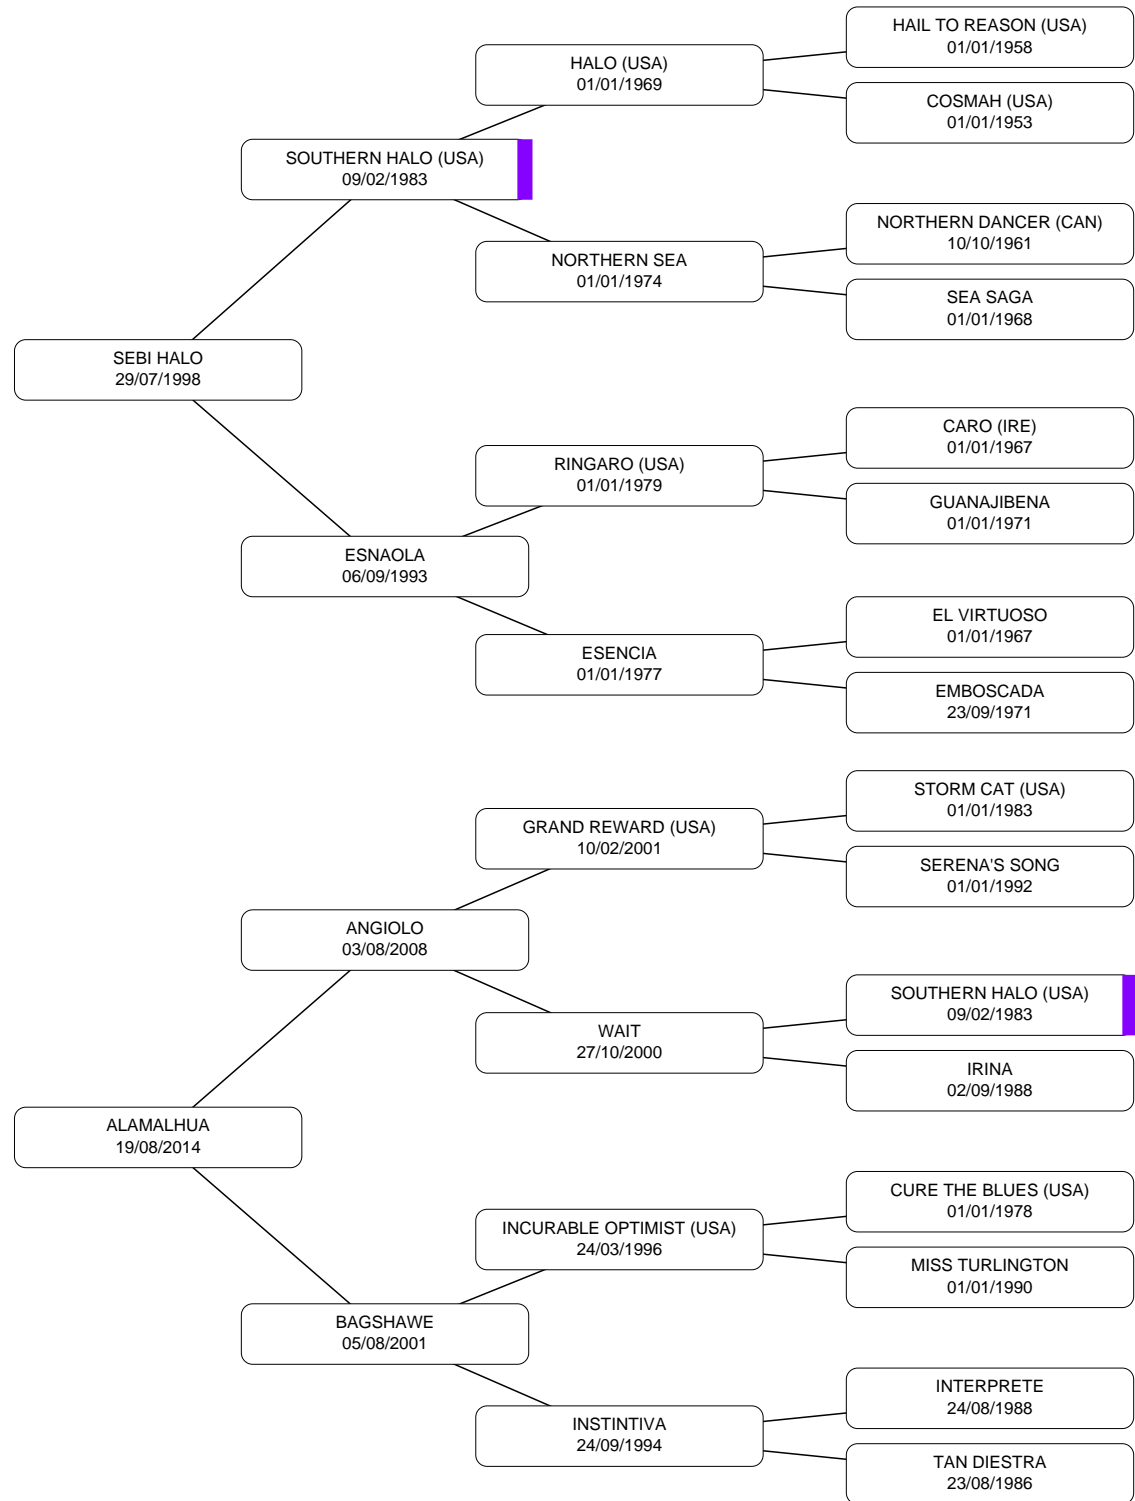 HAIL TO REASON (USA)
01/01/1958
HALO (USA)
01/01/1969
COSMAH (USA)
01/01/1953
SOUTHERN HALO (USA)
09/02/1983
NORTHERN DANCER (CAN)
10/10/1961
NORTHERN SEA
01/01/1974
SEA SAGA
01/01/1968
SEBI HALO
29/07/1998
CARO (IRE)
01/01/1967
RINGARO (USA)
01/01/1979
GUANAJIBENA
01/01/1971
ESNAOLA
06/09/1993
EL VIRTUOSO
01/01/1967
ESENCIA
01/01/1977
EMBOSCADA
23/09/1971
STORM CAT (USA)
01/01/1983
GRAND REWARD (USA)
10/02/2001
SERENA'S SONG
01/01/1992
ANGIOLO
03/08/2008
SOUTHERN HALO (USA)
09/02/1983
WAIT
27/10/2000
IRINA
02/09/1988
ALAMALHUA
19/08/2014
CURE THE BLUES (USA)
01/01/1978
INCURABLE OPTIMIST (USA)
24/03/1996
MISS TURLINGTON
01/01/1990
BAGSHAWE
05/08/2001
INTERPRETE
24/08/1988
INSTINTIVA
24/09/1994
TAN DIESTRA
23/08/1986